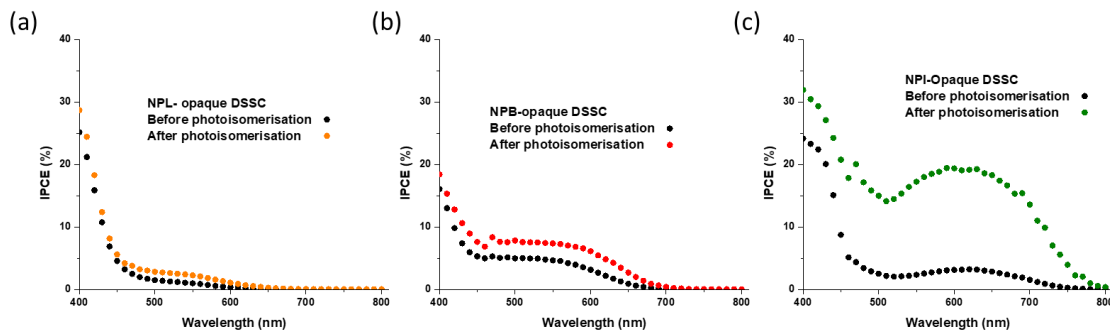 (a)
40
30
20
10
0
IPCE (%)
NPL- opaque DSSC
Before photoisomerisation
After photoisomerisation
400
500
600
700
800
Wavelength (nm)
(b)
40
30
20
10
0
IPCE (%)
NPB-opaque DSSC
Before photoisomerisation
After photoisomerisation
400
500
600
700
800
Wavelength (nm)
(c)
40
30
20
10
0
IPCE (%)
NPI-Opaque DSSC
Before photoisomerisation
After photoisomerisation
400
500
600
700
800
Wavelength (nm)